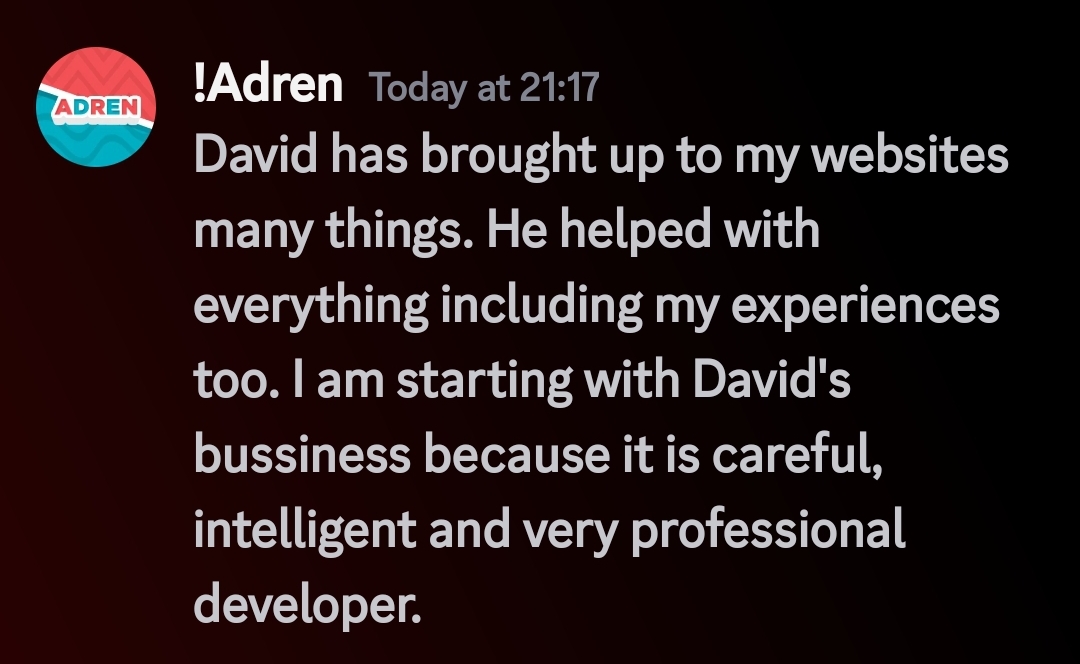 ADREN
!Adren Today at 21:17
David has brought up to my websites
many things. He helped with
everything including my experiences
too. I am starting with David's
bussiness because it is careful,
intelligent and very professional
developer.